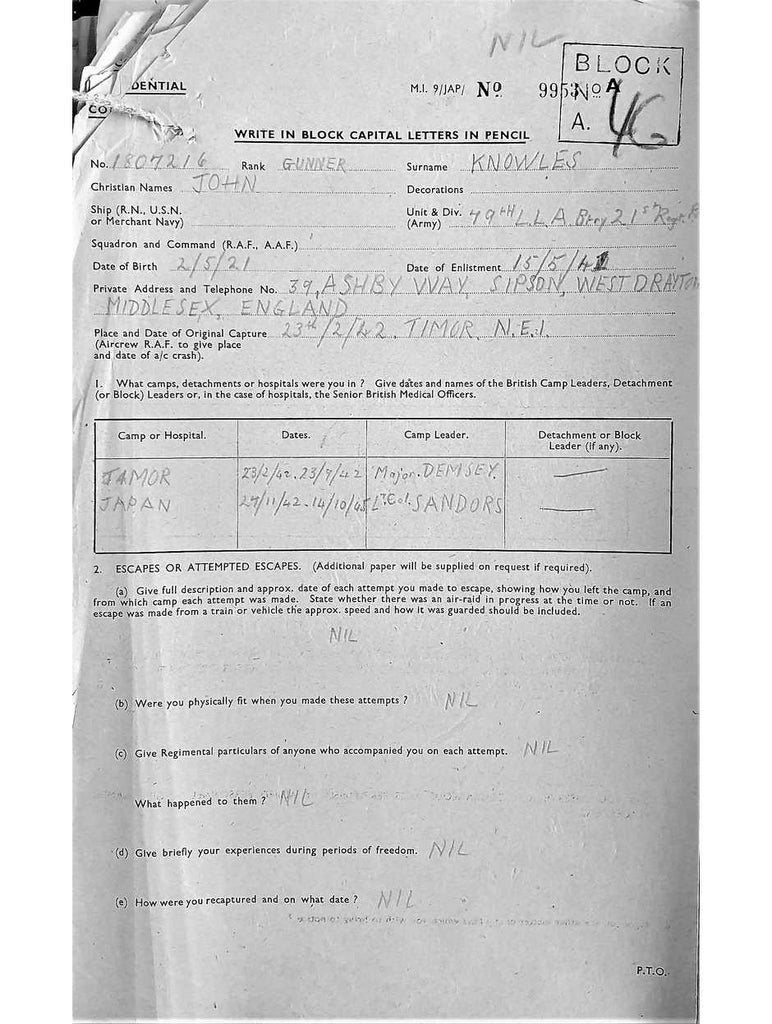 NIL
DENTIAL
M.I. 9/JAP/ No 9953
BLOCK
No A
A. 46
CO
WRITE IN BLOCK CAPITAL LETTERS IN PENCIL
No. 1807216 Rank GUNNER Surname KNOWLES
Christian Names JOHN Decorations
Ship (R.N., U.S.N. or Merchant Navy)
Unit & Div. (Army) 79TH L.L.A Btry 21st Regt. R
Squadron and Command (R.A.F., A.A.F.)
Date of Birth 2/5/21 Date of Enlistment 15/5/41
Private Address and Telephone No. 39, ASHBY WAY, SIPSON, WEST DRAYTON
MIDDLESEX, ENGLAND
Place and Date of Original Capture 23rd/2/42. TIMOR, N.E.I.
(Aircrew R.A.F. to give place
and date of a/c crash).
1. What camps, detachments or hospitals were you in ? Give dates and names of the British Camp Leaders, Detachment
(or Block) Leaders or, in the case of hospitals, the Senior British Medical Officers.
Camp or Hospital. Dates. Camp Leader. Detachment or Block
Leader (if any).
TAMOR 23/2/42. 23/7/42 Major. DEMSEY.
JAPAN 27/11/42. 14/10/45 Lt. Col. SANDORS
2. ESCAPES OR ATTEMPTED ESCAPES. (Additional paper will be supplied on request if required).
(a) Give full description and approx. date of each attempt you made to escape, showing how you left the camp, and
from which camp each attempt was made. State whether there was an air-raid in progress at the time or not. If an
escape was made from a train or vehicle the approx. speed and how it was guarded should be included.
NIL
(b) Were you physically fit when you made these attempts ? NIL
(c) Give Regimental particulars of anyone who accompanied you on each attempt. NIL
What happened to them ? NIL
(d) Give briefly your experiences during periods of freedom. NIL
(e) How were you recaptured and on what date ? NIL
P.T.O.